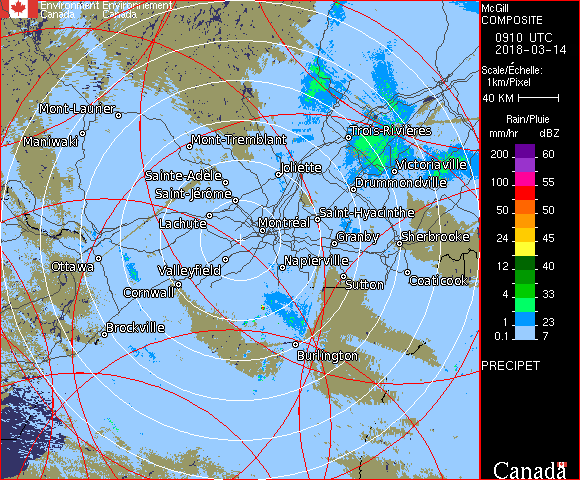 Environment Environnement
Canada Canada
McGill
COMPOSITE
0910 UTC
2018-03-14
Scale/Échelle:
1km/Pixel
40 KM
Rain/Pluie
mm/hr dBZ
200 60
100 55
50 50
24 45
12 40
4 33
1 23
0.1 7
PRECIPET
Canada
Mont-Laurier
Maniwaki
Mont-Tremblant
Trois-Rivières
Joliette
Victoriaville
Sainte-Adèle
Drummondville
Saint-Jérôme
Saint-Hyacinthe
Lachute
Montréal
Granby
Sherbrooke
Ottawa
Valleyfield
Napierville
Coaticook
Sutton
Cornwall
Brockville
Burlington